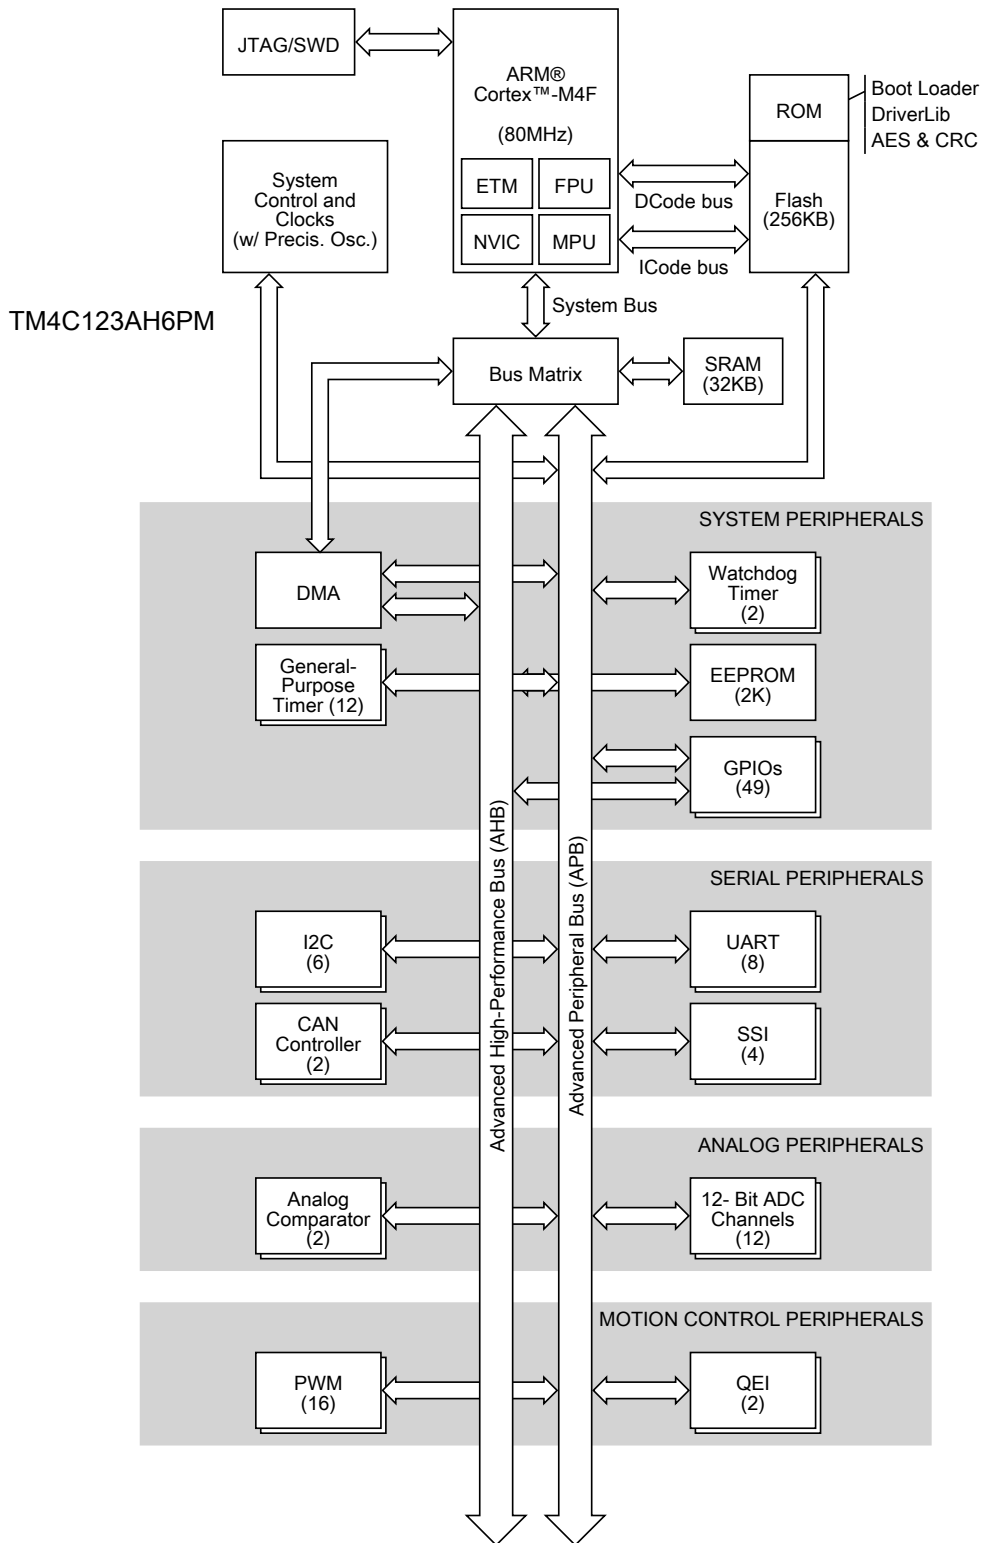 JTAG/SWD
ARM®
Cortex™-M4F
(80MHz)
ETM
FPU
NVIC
MPU
ROM
Boot Loader
DriverLib
AES & CRC
Flash
(256KB)
DCode bus
ICode bus
System
Control and
Clocks
(w/ Precis. Osc.)
System Bus
TM4C123AH6PM
Bus Matrix
SRAM
(32KB)
SYSTEM PERIPHERALS
DMA
Watchdog
Timer
(2)
General-
Purpose
Timer (12)
EEPROM
(2K)
GPIOs
(49)
Advanced High-Performance Bus (AHB)
Advanced Peripheral Bus (APB)
SERIAL PERIPHERALS
I2C
(6)
UART
(8)
CAN
Controller
(2)
SSI
(4)
ANALOG PERIPHERALS
Analog
Comparator
(2)
12- Bit ADC
Channels
(12)
MOTION CONTROL PERIPHERALS
PWM
(16)
QEI
(2)